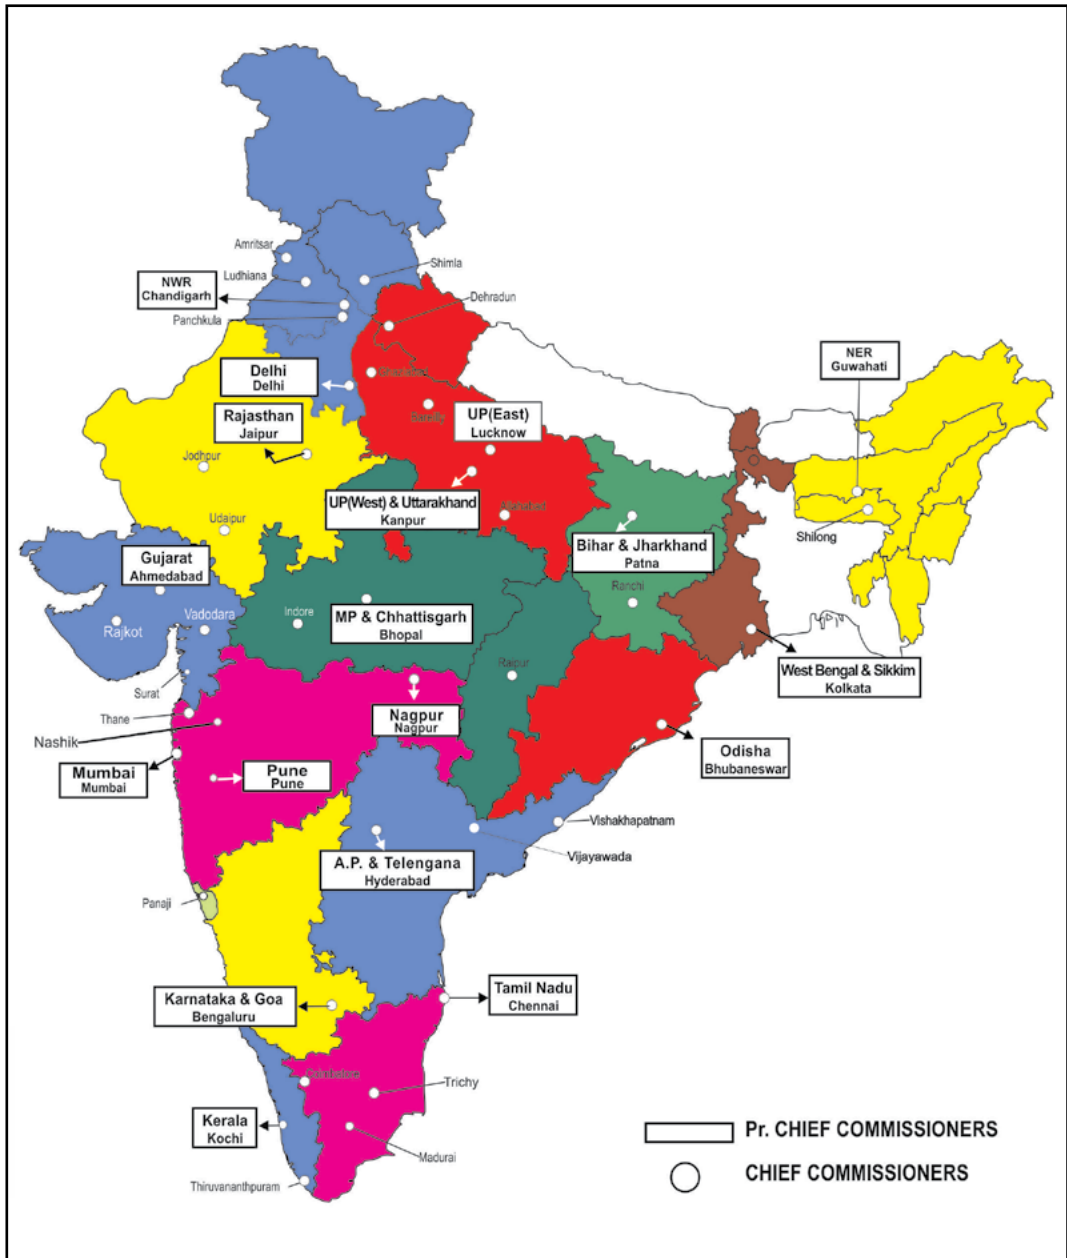 Amritsar
Ludhiana
Shimla
NWR
Chandigarh
Panchkula
Dehradun
NER
Guwahati
Delhi
Delhi
Ghaziabad
Rajasthan
Jaipur
Bareilly
UP(East)
Lucknow
Jodhpur
UP(West) & Uttarakhand
Kanpur
Allahabad
Udaipur
Shilong
Bihar & Jharkhand
Patna
Gujarat
Ahmedabad
Ranchi
Vadodara
Rajkot
Indore
MP & Chhattisgarh
Bhopal
West Bengal & Sikkim
Kolkata
Raipur
Surat
Thane
Nagpur
Nagpur
Nashik
Odisha
Bhubaneswar
Mumbai
Mumbai
Pune
Pune
Vishakhapatnam
Vijayawada
A.P. & Telengana
Hyderabad
Panaji
Karnataka & Goa
Bengaluru
Tamil Nadu
Chennai
Trichy
Kerala
Kochi
Madurai
Thiruvananthpuram
Pr. CHIEF COMMISSIONERS
CHIEF COMMISSIONERS